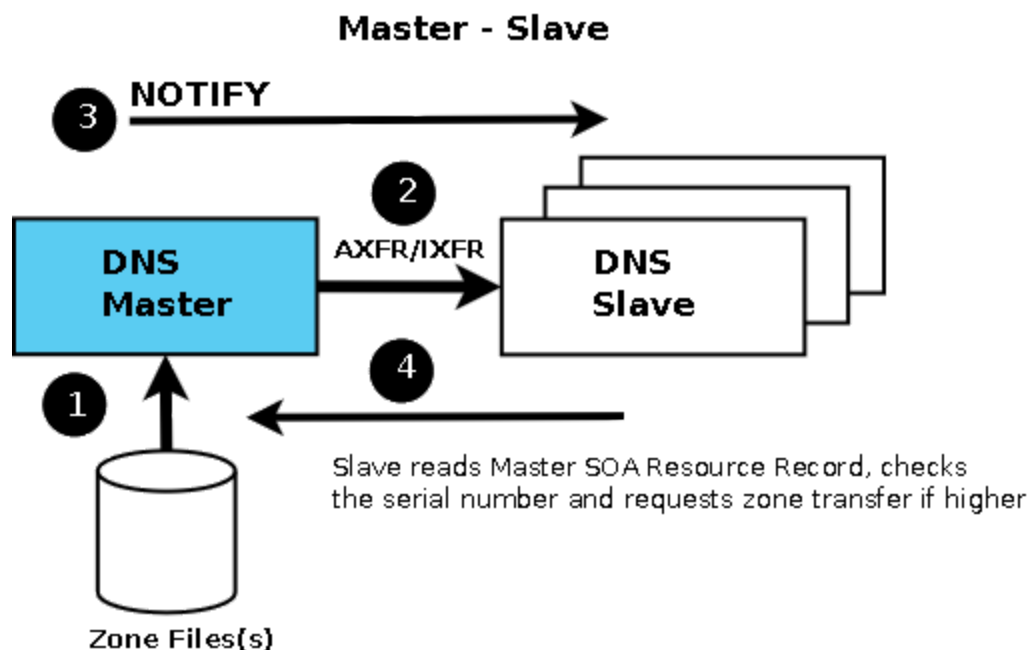 Master - Slave
3
NOTIFY
2
AXFR/IXFR
DNS
Master
DNS
Slave
1
4
Slave reads Master SOA Resource Record, checks
the serial number and requests zone transfer if higher
Zone Files(s)